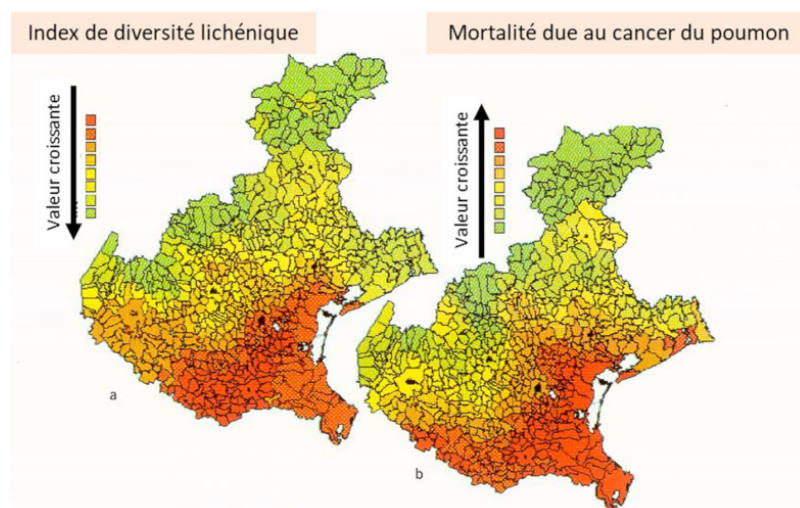 Index de diversité lichénique
Mortalité due au cancer du poumon
Valeur croissante
Valeur croissante
a
b